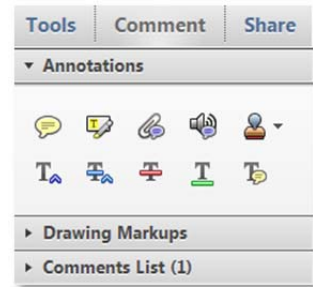 Tools Comment Share
Annotations
Drawing Markups
Comments List (1)